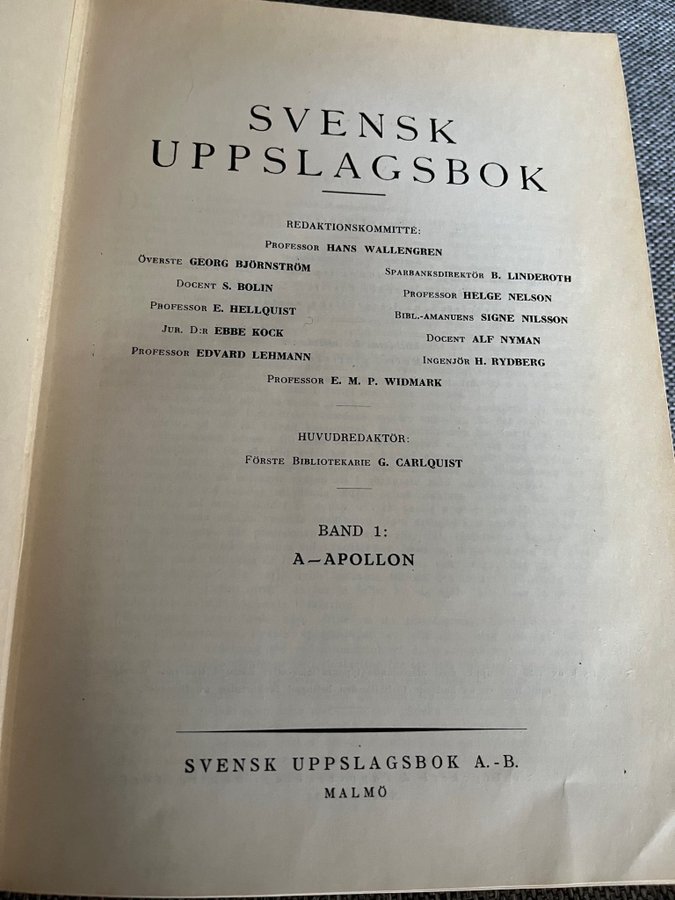 SVENSK
UPPSLAGSBOK
REDAKTIONSKOMMITTE:
PROFESSOR HANS WALLENGREN
ÖVERSTE GEORG BJÖRNSTRÖM
DOCENT S. BOLIN
PROFESSOR E. HELLQUIST
JUR. D:R EBBE KOCK
PROFESSOR EDVARD LEHMANN
SPARBANKSDIREKTÖR B. LINDEROTH
PROFESSOR HELGE NELSON
BIBL.-AMANUENS SIGNE NILSSON
DOCENT ALF NYMAN
INGENJÖR H. RYDBERG
PROFESSOR E. M. P. WIDMARK
HUVUDREDAKTÖR:
FÖRSTE BIBLIOTEKARIE G. CARLQUIST
BAND 1:
A—APOLLON
SVENSK UPPSLAGSBOK A.-B.
MALMÖ